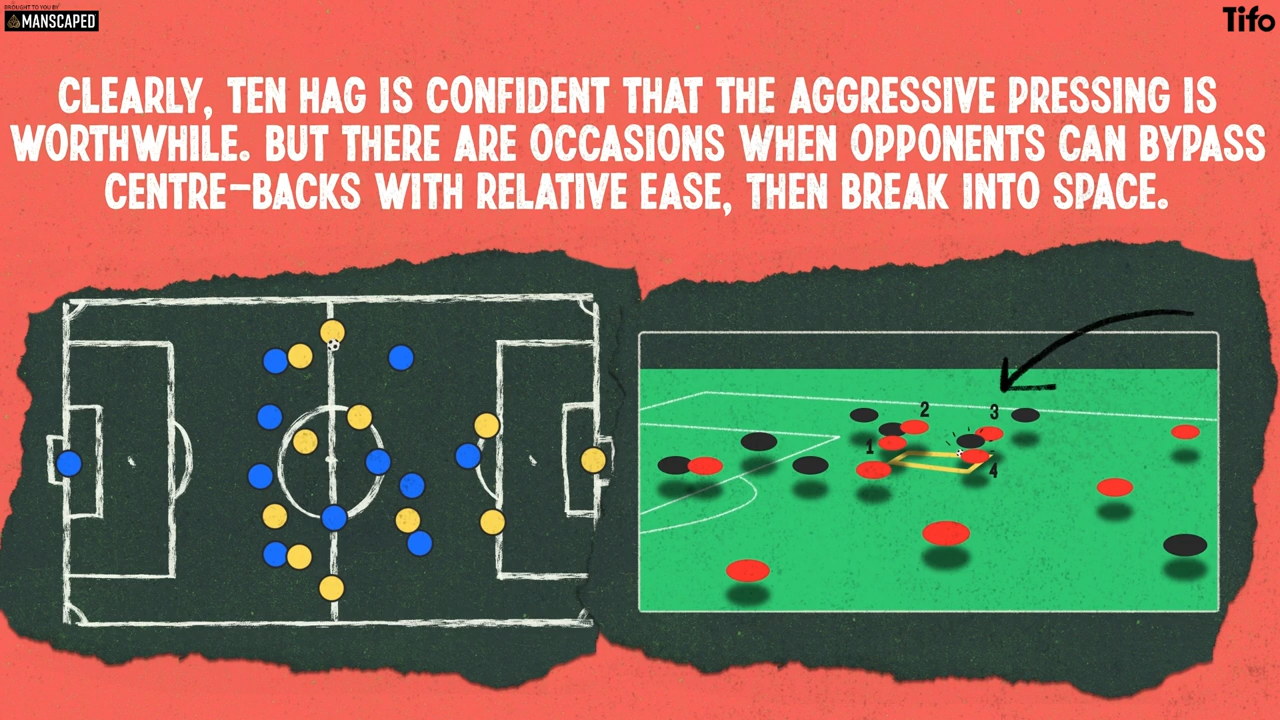 BROUGHT TO YOU BY
MANSCAPED
Tifo
CLEARLY, TEN HAG IS CONFIDENT THAT THE AGGRESSIVE PRESSING IS
WORTHWHILE. BUT THERE ARE OCCASIONS WHEN OPPONENTS CAN BYPASS
CENTRE-BACKS WITH RELATIVE EASE, THEN BREAK INTO SPACE.
2
3
1
4